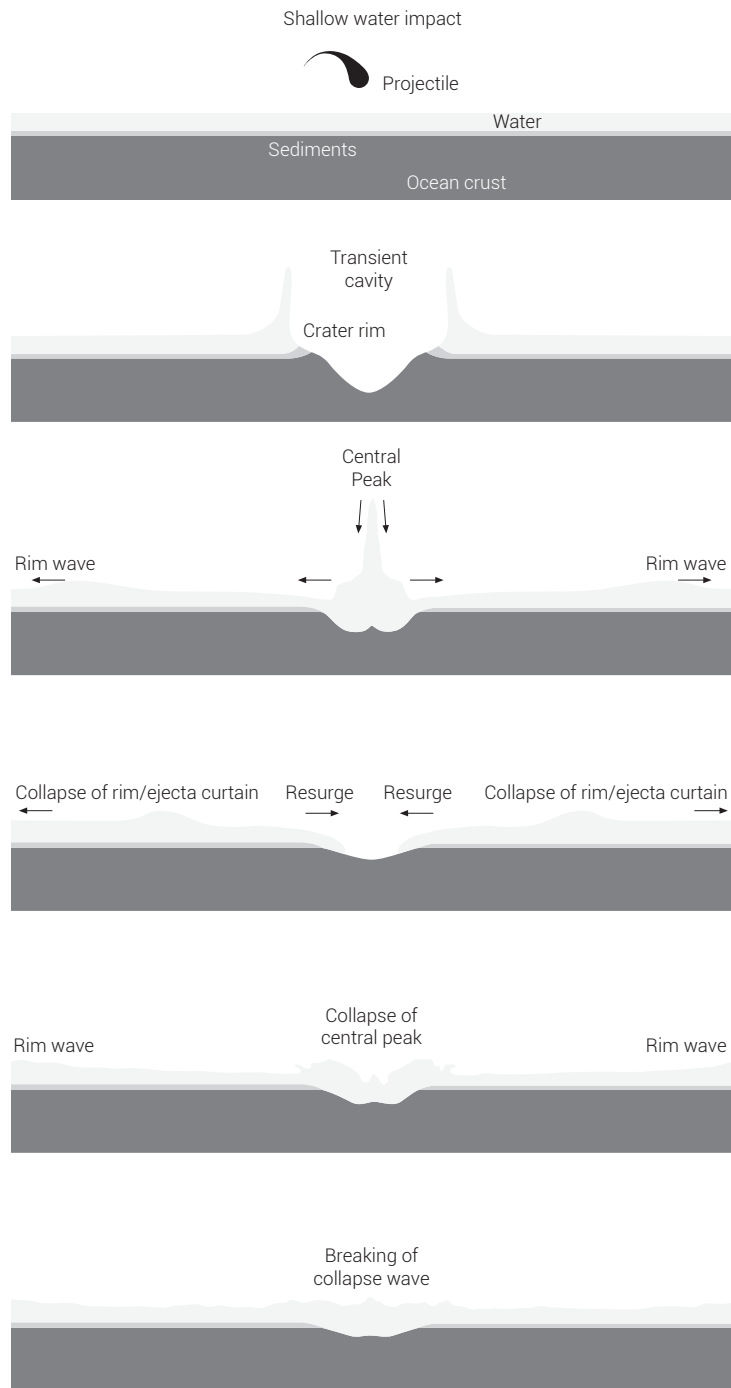 Shallow water impact
Projectile
Water
Sediments
Ocean crust
Transient
cavity
Crater rim
Central
Peak
Rim wave
Rim wave
Collapse of rim/ejecta curtain
Resurge
Resurge
Collapse of rim/ejecta curtain
Collapse of
central peak
Rim wave
Rim wave
Breaking of
collapse wave